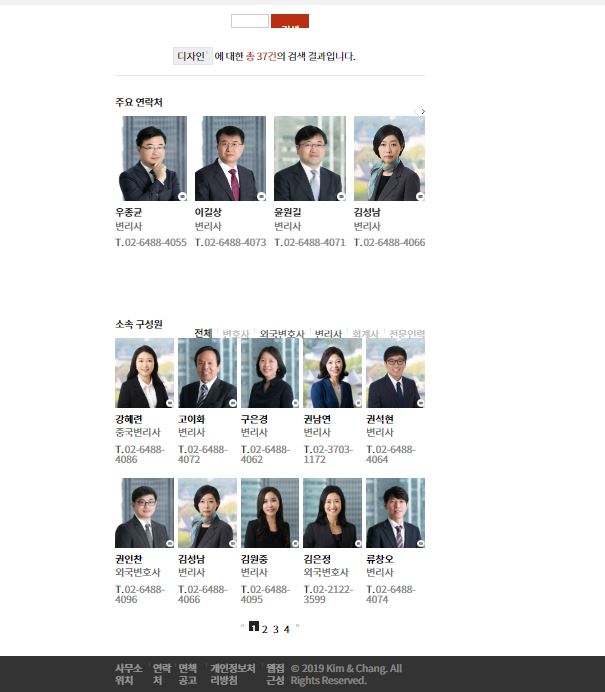 검색
디자인 에 대한 총 37건의 검색 결과입니다.
주요 연락처
우종균 이길상 윤원길 김성남
변리사 변리사 변리사 변리사
T.02-6488-4055 T.02-6488-4073 T.02-6488-4071 T.02-6488-4066
소속 구성원
전체 변호사 외국변호사 변리사 회계사 전문인력
강혜련 고이화 구은경 권남연 권석현
중국변리사 변리사 변리사 변리사 변리사
T.02-6488- T.02-6488- T.02-6488- T.02-3703- T.02-6488-
4086 4072 4062 1172 4064
권인찬 김성남 김원중 김은정 류창오
외국변호사 변리사 변리사 외국변호사 변리사
T.02-6488- T.02-6488- T.02-6488- T.02-2122- T.02-6488-
4096 4066 4095 3599 4074
« 1 2 3 4 »
사무소 연락 면책 개인정보처 웹접 © 2019 Kim & Chang. All
위치 처 공고 리방침 근성 Rights Reserved.